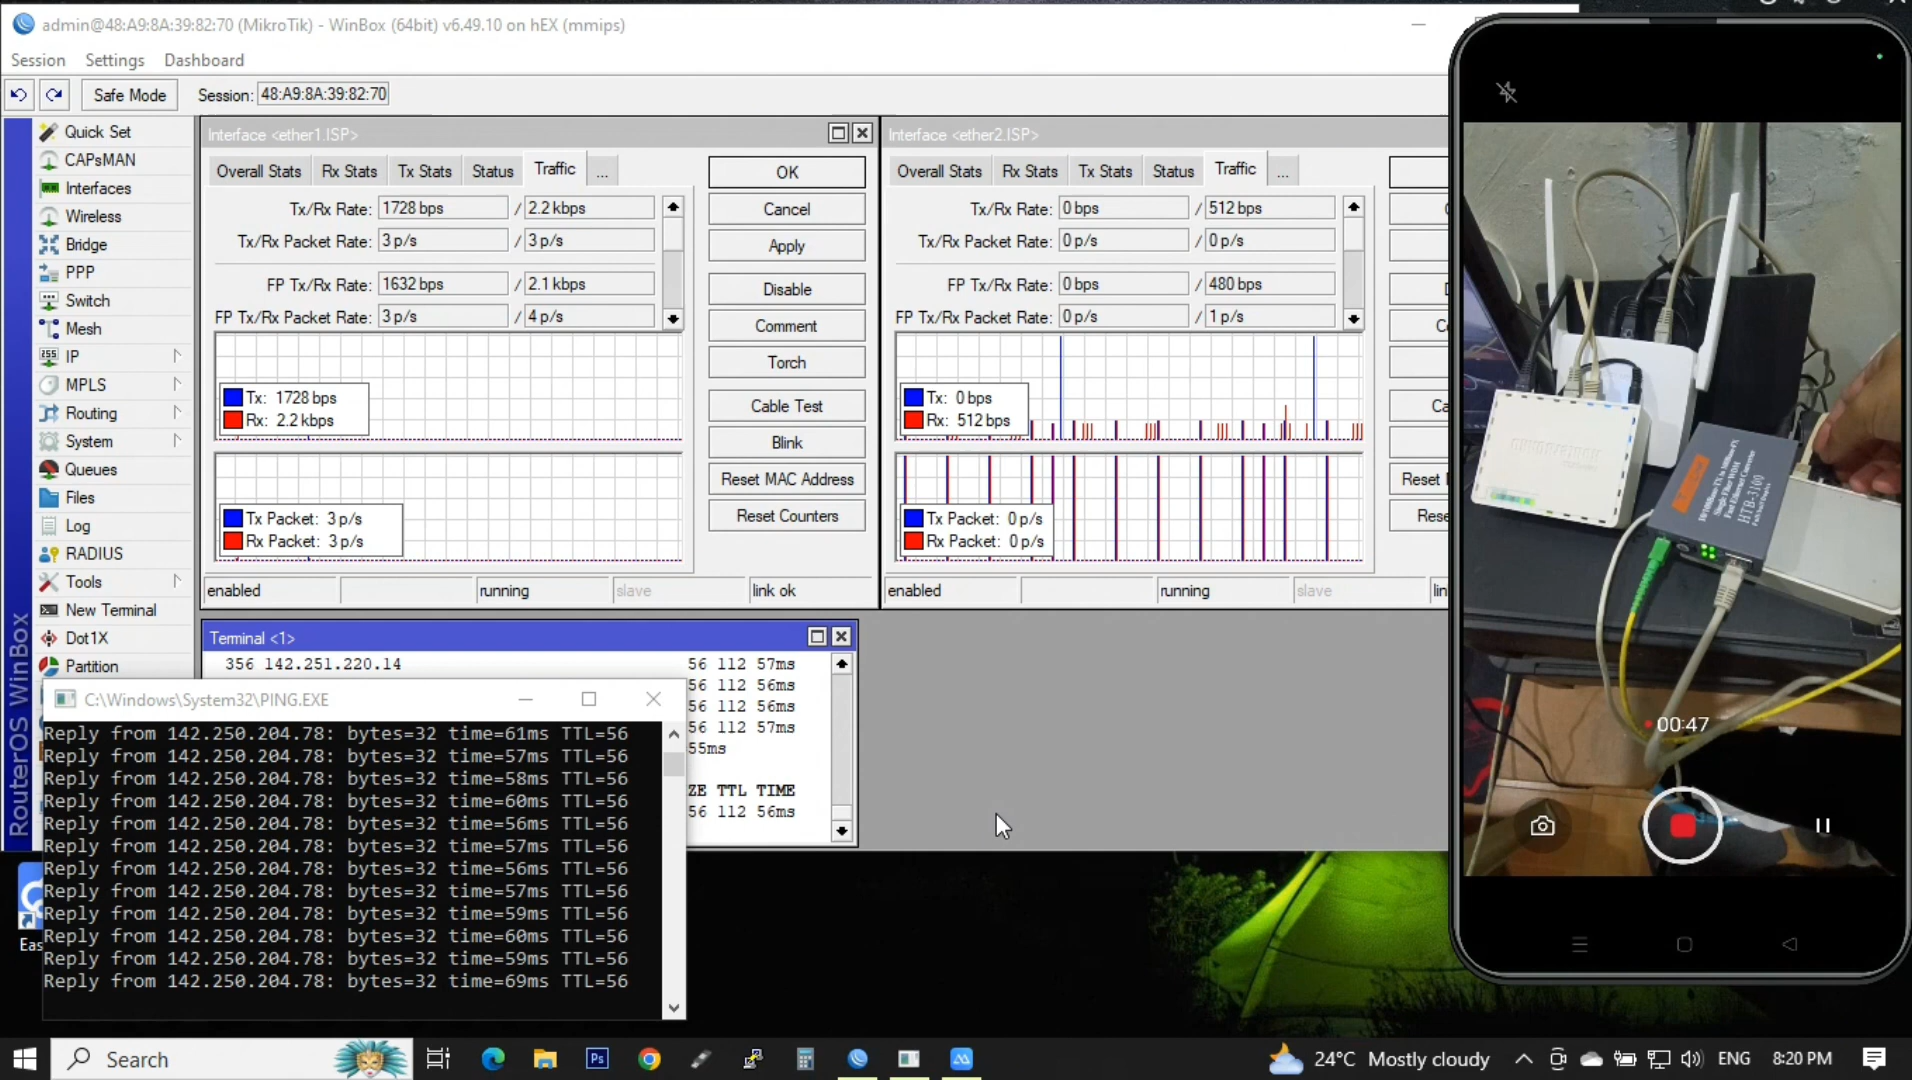 admin@48:A9:8A:39:82:70 (MikroTik) - WinBox (64bit) v6.49.10 on hEX (mmips)
Session Settings Dashboard
Safe Mode Session: 48:A9:8A:39:82:70
Quick Set
CAPsMAN
Interfaces
Wireless
Bridge
PPP
Switch
Mesh
IP
MPLS
Routing
System
Queues
Files
Log
RADIUS
Tools
New Terminal
Dot1X
Partition
RouterOS WinBox
Interface <ether1.ISP>
Overall Stats Rx Stats Tx Stats Status Traffic ...
Tx/Rx Rate: 1728 bps / 2.2 kbps
Tx/Rx Packet Rate: 3 p/s / 3 p/s
FP Tx/Rx Rate: 1632 bps / 2.1 kbps
FP Tx/Rx Packet Rate: 3 p/s / 4 p/s
Tx: 1728 bps
Rx: 2.2 kbps
Tx Packet: 3 p/s
Rx Packet: 3 p/s
enabled running slave link ok
OK
Cancel
Apply
Disable
Comment
Torch
Cable Test
Blink
Reset MAC Address
Reset Counters
Interface <ether2.ISP>
Overall Stats Rx Stats Tx Stats Status Traffic ...
Tx/Rx Rate: 0 bps / 512 bps
Tx/Rx Packet Rate: 0 p/s / 0 p/s
FP Tx/Rx Rate: 0 bps / 480 bps
FP Tx/Rx Packet Rate: 0 p/s / 1 p/s
Tx: 0 bps
Rx: 512 bps
Tx Packet: 0 p/s
Rx Packet: 0 p/s
enabled running slave lin
Ca
Reset
Rese
Terminal <1>
356 142.251.220.14 56 112 57ms
56 112 56ms
56 112 56ms
56 112 57ms
55ms
ZE TTL TIME
56 112 56ms
C:\Windows\System32\PING.EXE
Reply from 142.250.204.78: bytes=32 time=61ms TTL=56
Reply from 142.250.204.78: bytes=32 time=57ms TTL=56
Reply from 142.250.204.78: bytes=32 time=58ms TTL=56
Reply from 142.250.204.78: bytes=32 time=60ms TTL=56
Reply from 142.250.204.78: bytes=32 time=56ms TTL=56
Reply from 142.250.204.78: bytes=32 time=57ms TTL=56
Reply from 142.250.204.78: bytes=32 time=56ms TTL=56
Reply from 142.250.204.78: bytes=32 time=57ms TTL=56
Reply from 142.250.204.78: bytes=32 time=59ms TTL=56
Reply from 142.250.204.78: bytes=32 time=60ms TTL=56
Reply from 142.250.204.78: bytes=32 time=59ms TTL=56
Reply from 142.250.204.78: bytes=32 time=69ms TTL=56
Eas
HTB-3100
00:47
Search
Ps
24°C Mostly cloudy
ENG
8:20 PM